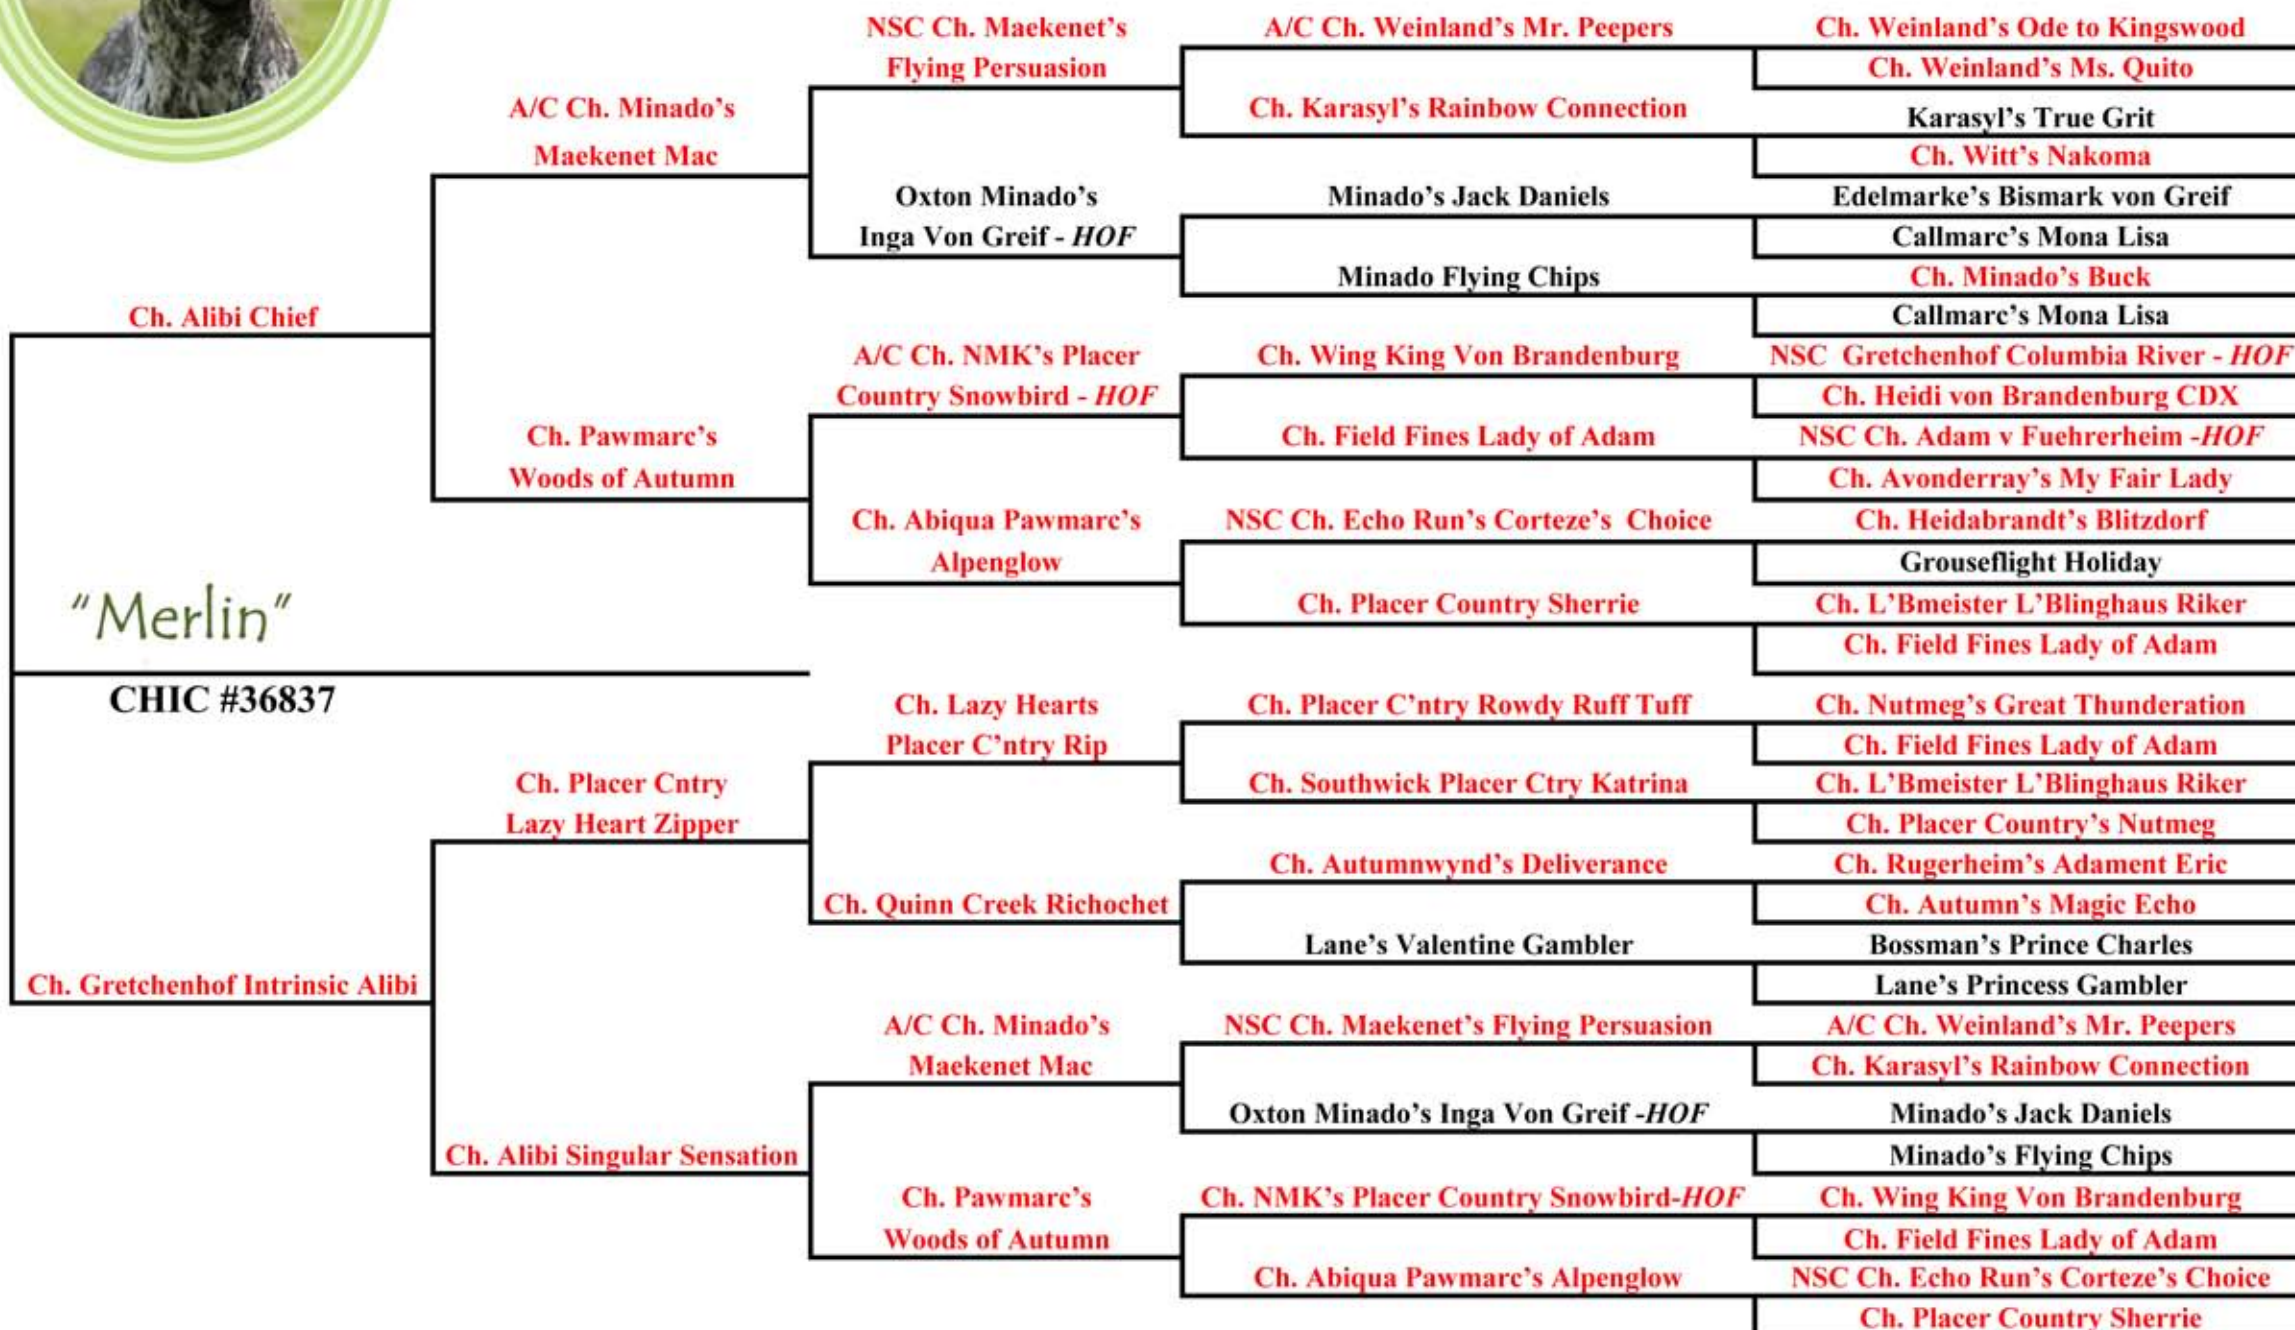 "Merlin"
CHIC #36837
Ch. Alibi Chief
Ch. Gretchenhof Intrinsic Alibi
A/C Ch. Minado's
Maekenet Mac
Ch. Pawmarc's
Woods of Autumn
Ch. Placer Cntry
Lazy Heart Zipper
Ch. Alibi Singular Sensation
NSC Ch. Maekenet's
Flying Persuasion
Oxton Minado's
Inga Von Greif - HOF
A/C Ch. NMK's Placer
Country Snowbird - HOF
Ch. Abiqua Pawmarc's
Alpenglow
Ch. Lazy Hearts
Placer C'ntry Rip
Ch. Quinn Creek Richochet
A/C Ch. Minado's
Maekenet Mac
Ch. Pawmarc's
Woods of Autumn
A/C Ch. Weinland's Mr. Peepers
Ch. Karasyl's Rainbow Connection
Minado's Jack Daniels
Minado Flying Chips
Ch. Wing King Von Brandenburg
Ch. Field Fines Lady of Adam
NSC Ch. Echo Run's Corteze's Choice
Ch. Placer Country Sherrie
Ch. Placer C'ntry Rowdy Ruff Tuff
Ch. Southwick Placer Ctry Katrina
Ch. Autumnwynd's Deliverance
Lane's Valentine Gambler
NSC Ch. Maekenet's Flying Persuasion
Oxton Minado's Inga Von Greif -HOF
Ch. NMK's Placer Country Snowbird-HOF
Ch. Abiqua Pawmarc's Alpenglow
Ch. Weinland's Ode to Kingswood
Ch. Weinland's Ms. Quito
Karasyl's True Grit
Ch. Witt's Nakoma
Edelmarke's Bismark von Greif
Callmarc's Mona Lisa
Ch. Minado's Buck
Callmarc's Mona Lisa
NSC Gretchenhof Columbia River - HOF
Ch. Heidi von Brandenburg CDX
NSC Ch. Adam v Fuehrerheim -HOF
Ch. Avonderray's My Fair Lady
Ch. Heidabrandt's Blitzdorf
Grouseflight Holiday
Ch. L'Bmeister L'Blinghaus Riker
Ch. Field Fines Lady of Adam
Ch. Nutmeg's Great Thunderation
Ch. Field Fines Lady of Adam
Ch. L'Bmeister L'Blinghaus Riker
Ch. Placer Country's Nutmeg
Ch. Rugerheim's Adament Eric
Ch. Autumn's Magic Echo
Bossman's Prince Charles
Lane's Princess Gambler
A/C Ch. Weinland's Mr. Peepers
Ch. Karasyl's Rainbow Connection
Minado's Jack Daniels
Minado's Flying Chips
Ch. Wing King Von Brandenburg
Ch. Field Fines Lady of Adam
NSC Ch. Echo Run's Corteze's Choice
Ch. Placer Country Sherrie